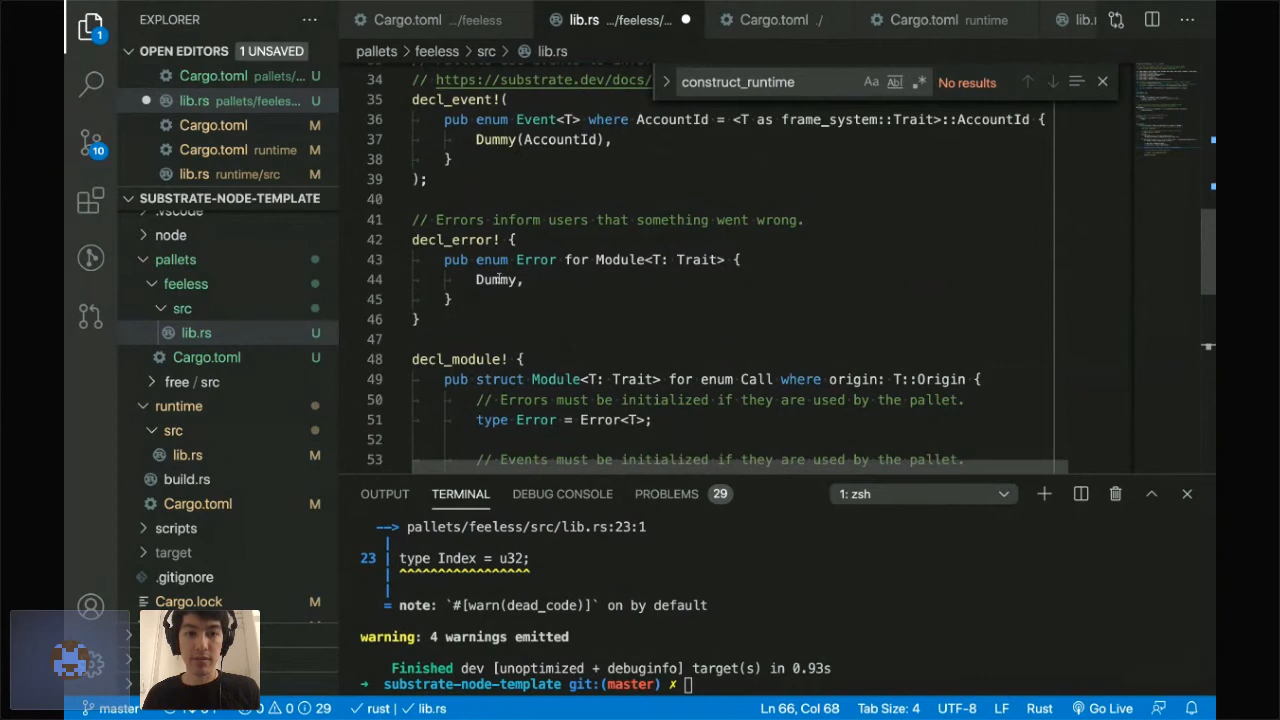 EXPLORER
OPEN EDITORS 1 UNSAVED
Cargo.toml pallets/... U
lib.rs pallets/feeles... U
Cargo.toml M
Cargo.toml runtime M
lib.rs runtime/src M
SUBSTRATE-NODE-TEMPLATE
.vscode
node
pallets
feeless
src
lib.rs U
Cargo.toml U
free / src
runtime
src
lib.rs M
build.rs
Cargo.toml M
scripts
target
.gitignore
Cargo.lock M
1
10
Cargo.toml .../feeless
lib.rs .../feeless/...
Cargo.toml ./
Cargo.toml runtime
lib.r
pallets > feeless > src > lib.rs
construct_runtime
Aa
No results
34 // https://substrate.dev/docs/
35 decl_event!(
36 pub enum Event<T> where AccountId = <T as frame_system::Trait>::AccountId {
37 Dummy(AccountId),
38 }
39 );
40
41 // Errors inform users that something went wrong.
42 decl_error! {
43 pub enum Error for Module<T: Trait> {
44 Dummy,
45 }
46 }
47
48 decl_module! {
49 pub struct Module<T: Trait> for enum Call where origin: T::Origin {
50 // Errors must be initialized if they are used by the pallet.
51 type Error = Error<T>;
52
53 // Events must be initialized if they are used by the pallet.
OUTPUT TERMINAL DEBUG CONSOLE PROBLEMS 29 1: zsh
--> pallets/feeless/src/lib.rs:23:1
|
23 | type Index = u32;
| ^^^^^^^^^^^^^^^^^
|
= note: `#[warn(dead_code)]` on by default
warning: 4 warnings emitted
Finished dev [unoptimized + debuginfo] target(s) in 0.93s
→ substrate-node-template git:(master) ✗
master 29 rust | lib.rs Ln 66, Col 68 Tab Size: 4 UTF-8 LF Rust Go Live